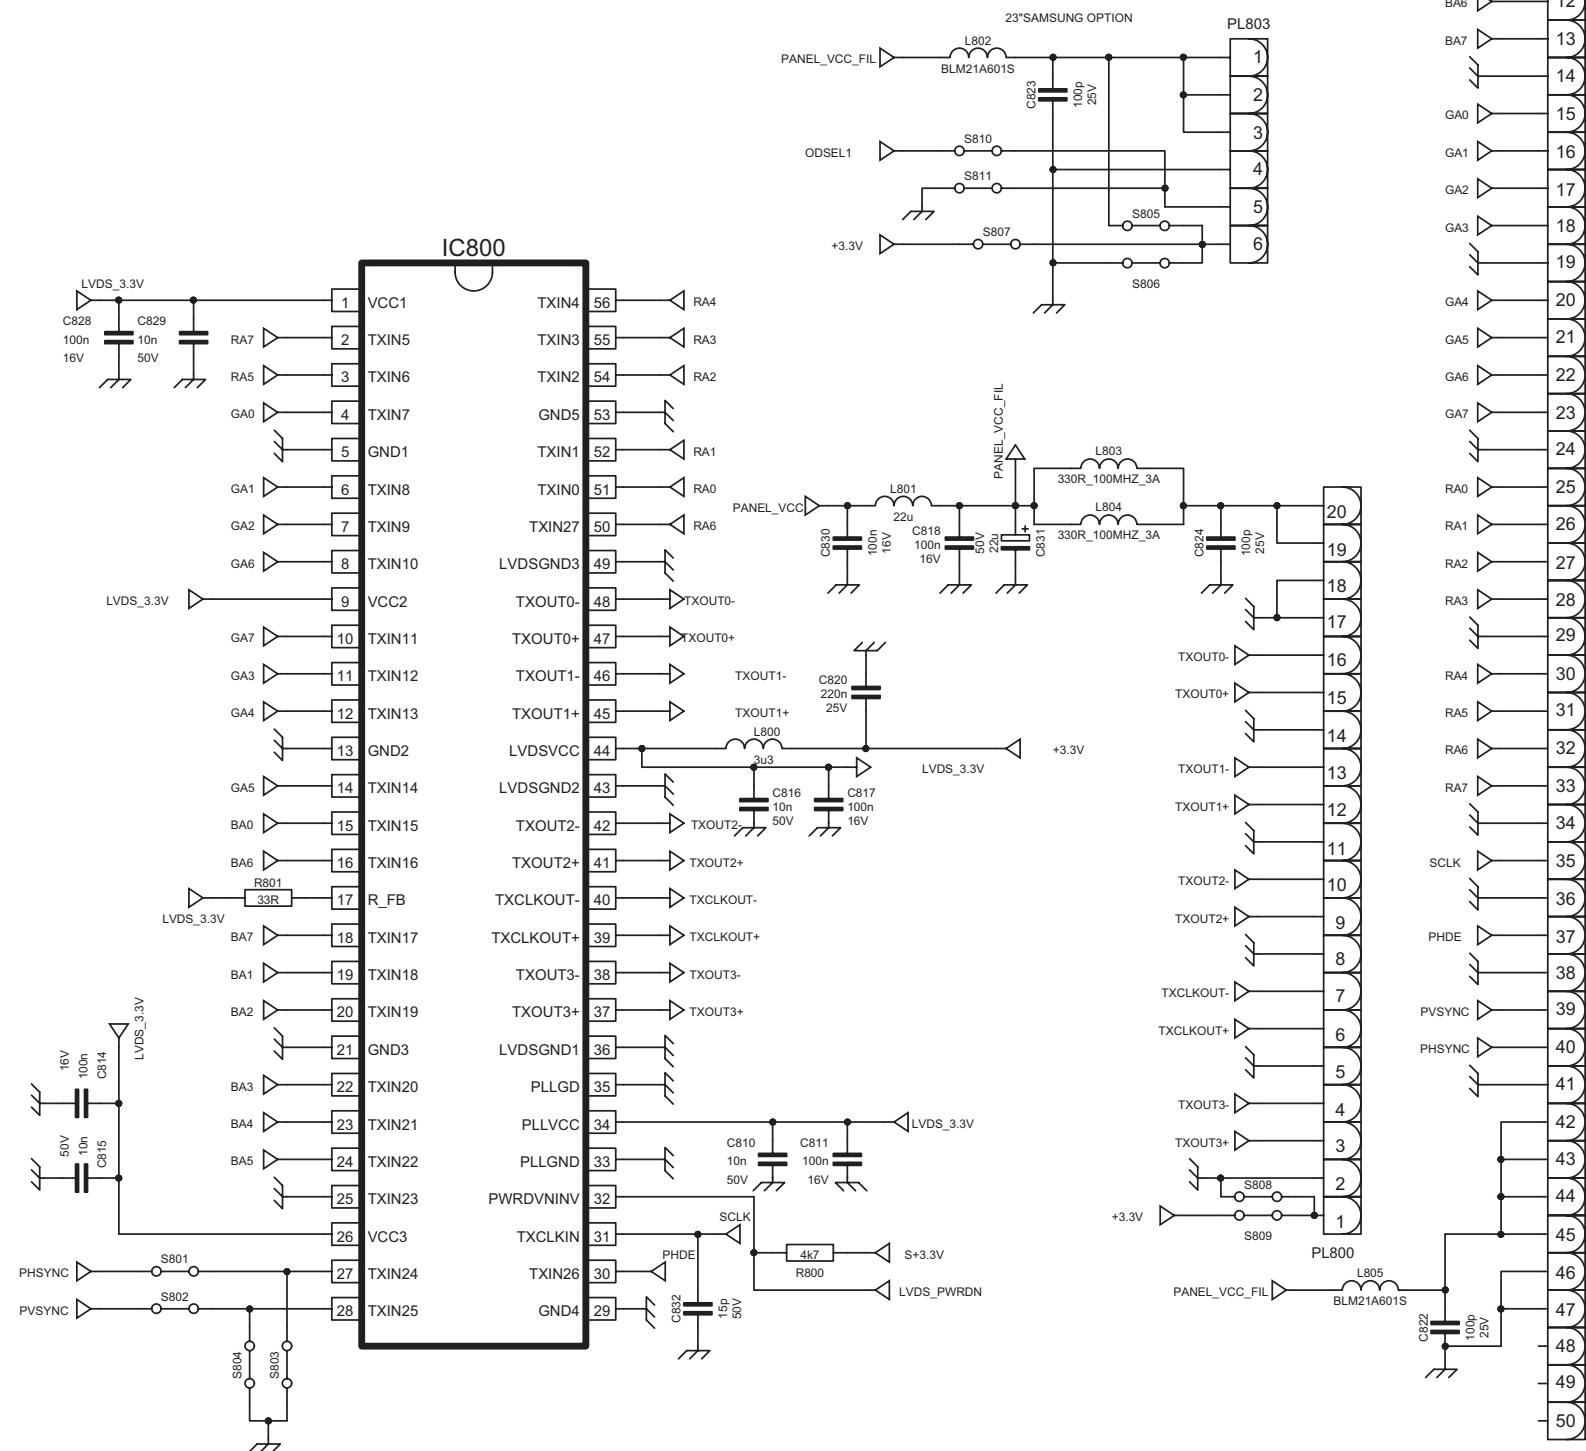 23"SAMSUNG OPTION
PL803
PANEL_VCC_FIL
L802
BLM21A601S
C823
100p
25V
ODSEL1
S810
S811
S805
+3.3V
S807
S806
1
2
3
4
5
6
IC800
LVDS_3.3V
C828
100n
16V
C829
10n
50V
1 VCC1
RA7 2 TXIN5
RA5 3 TXIN6
GA0 4 TXIN7
5 GND1
GA1 6 TXIN8
GA2 7 TXIN9
GA6 8 TXIN10
LVDS_3.3V 9 VCC2
GA7 10 TXIN11
GA3 11 TXIN12
GA4 12 TXIN13
13 GND2
GA5 14 TXIN14
BA0 15 TXIN15
BA6 16 TXIN16
R801
33R
LVDS_3.3V
17 R_FB
BA7 18 TXIN17
BA1 19 TXIN18
BA2 20 TXIN19
21 GND3
BA3 22 TXIN20
BA4 23 TXIN21
BA5 24 TXIN22
25 TXIN23
26 VCC3
27 TXIN24
28 TXIN25
LVDS_3.3V
16V
100n
C814
50V
10n
C815
PHSYNC
S801
PVSYNC
S802
S804
S803
TXIN4 56 RA4
TXIN3 55 RA3
TXIN2 54 RA2
GND5 53
TXIN1 52 RA1
TXIN0 51 RA0
TXIN27 50 RA6
LVDSGND3 49
TXOUT0- 48 TXOUT0-
TXOUT0+ 47 TXOUT0+
TXOUT1- 46 TXOUT1-
TXOUT1+ 45 TXOUT1+
LVDSVCC 44
LVDSGND2 43
TXOUT2- 42 TXOUT2-
TXOUT2+ 41 TXOUT2+
TXCLKOUT- 40 TXCLKOUT-
TXCLKOUT+ 39 TXCLKOUT+
TXOUT3- 38 TXOUT3-
TXOUT3+ 37 TXOUT3+
LVDSGND1 36
PLLGD 35
PLLVCC 34
PLLGND 33
PWRDVNINV 32
TXCLKIN 31
TXIN26 30
GND4 29
L800
3u3
C820
220n
25V
LVDS_3.3V
+3.3V
C816
10n
50V
C817
100n
16V
LVDS_3.3V
C810
10n
50V
C811
100n
16V
SCLK
PHDE
4k7
R800
S+3.3V
LVDS_PWRDN
C832
15p
50V
PANEL_VCC_FIL
PANEL_VCC
L801
22u
C830
100n
16V
C818
100n
16V
50V
22u
+
C831
L803
330R_100MHZ_3A
L804
330R_100MHZ_3A
C824
100p
25V
20
19
18
17
TXOUT0- 16
TXOUT0+ 15
14
TXOUT1- 13
TXOUT1+ 12
11
TXOUT2- 10
TXOUT2+ 9
8
TXCLKOUT- 7
TXCLKOUT+ 6
5
TXOUT3- 4
TXOUT3+ 3
2
1
S808
+3.3V
S809
PL800
PANEL_VCC_FIL
L805
BLM21A601S
C822
100p
25V
BA6 12
BA7 13
14
GA0 15
GA1 16
GA2 17
GA3 18
19
GA4 20
GA5 21
GA6 22
GA7 23
24
RA0 25
RA1 26
RA2 27
RA3 28
29
RA4 30
RA5 31
RA6 32
RA7 33
34
SCLK 35
36
PHDE 37
38
PVSYNC 39
PHSYNC 40
41
42
43
44
45
46
47
48
49
50